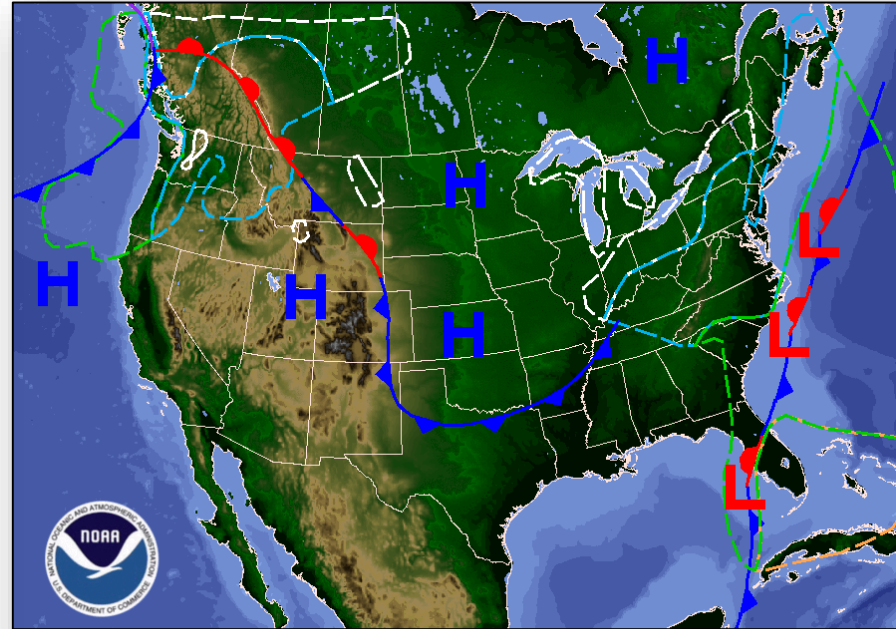 H
H
H
H
H
L
L
L
NOAA
NATIONAL OCEANIC AND ATMOSPHERIC ADMINISTRATION
U.S. DEPARTMENT OF COMMERCE